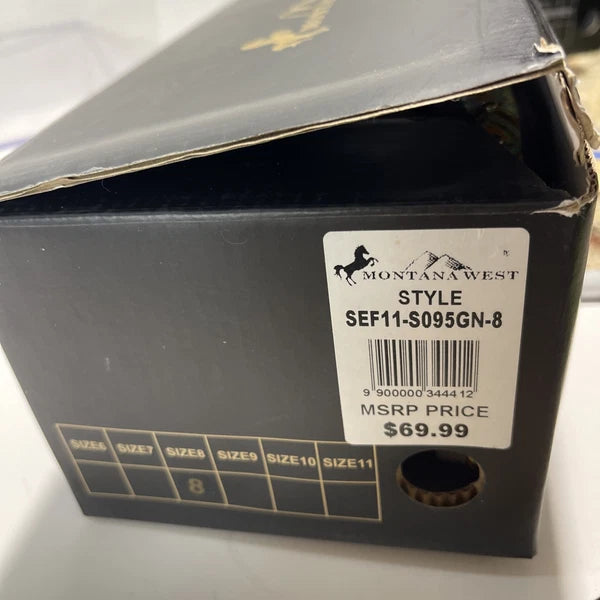 MONTANA WEST
STYLE
SEF11-S095GN-8
9 900000 344412
MSRP PRICE
$69.99
SIZE6 SIZE7 SIZE8 SIZE9 SIZE10 SIZE11
8